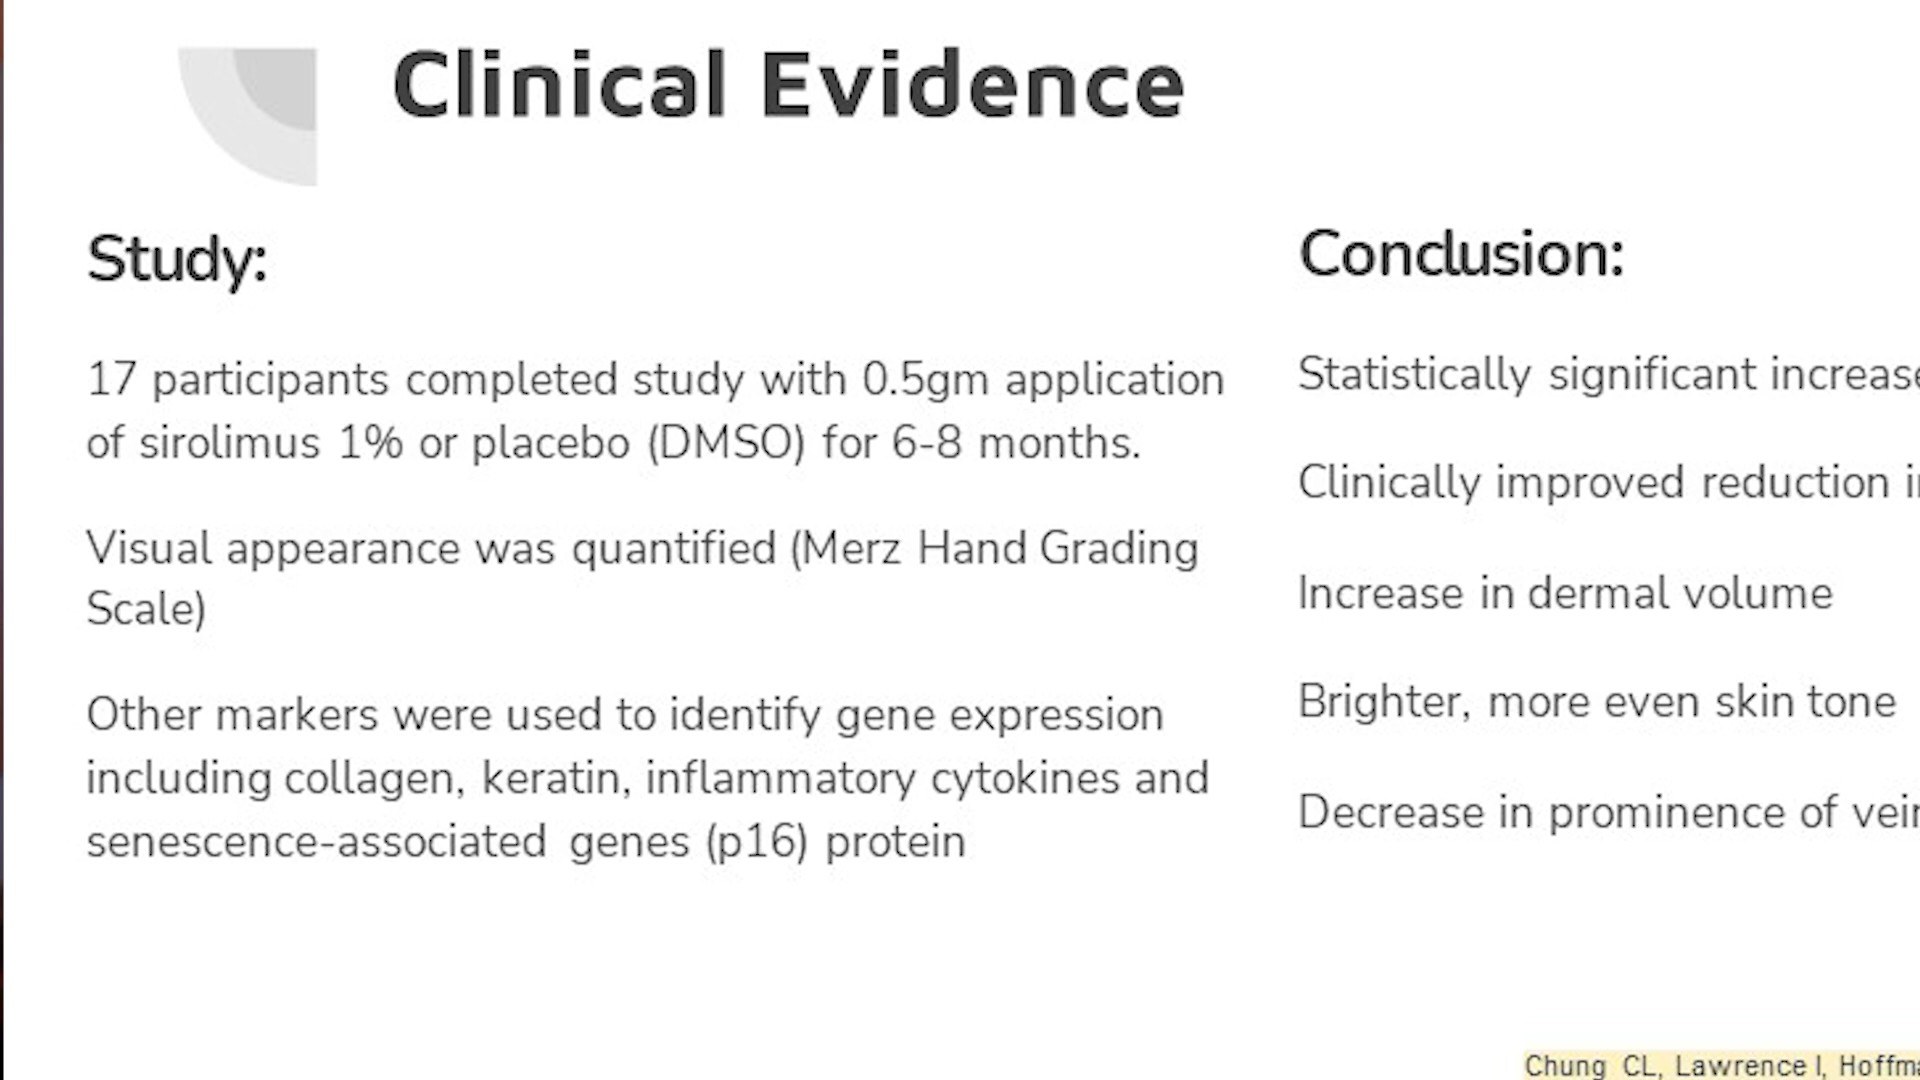 Clinical Evidence
Study:
17 participants completed study with 0.5gm application
of sirolimus 1% or placebo (DMSO) for 6-8 months.
Visual appearance was quantified (Merz Hand Grading
Scale)
Other markers were used to identify gene expression
including collagen, keratin, inflammatory cytokines and
senescence-associated genes (p16) protein
Conclusion:
Statistically significant
Clinically improved reduction
Increase in dermal volume
Brighter, more even skin tone
Decrease in prominence of
Chung CL, Lawrence I,